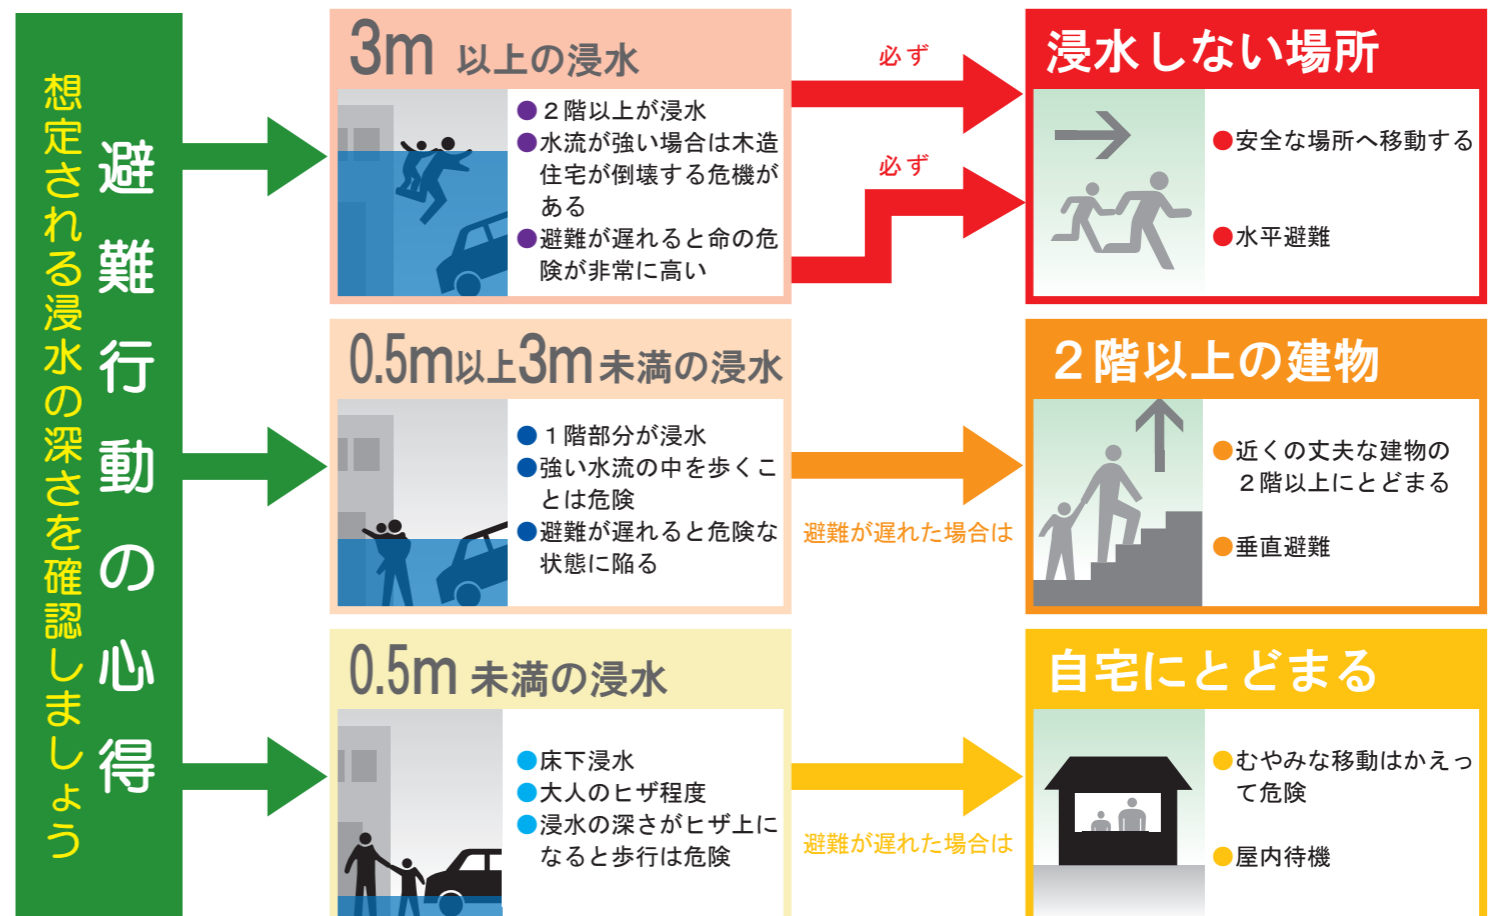 避難行動の心得
想定される浸水の深さを確認しましょう
3m 以上の浸水
●２階以上が浸水
●水流が強い場合は木造
住宅が倒壊する危機が
ある
●避難が遅れると命の危
険が非常に高い
必ず
必ず
浸水しない場所
●安全な場所へ移動する
●水平避難
0.5m以上3m未満の浸水
●１階部分が浸水
●強い水流の中を歩くこ
とは危険
●避難が遅れると危険な
状態に陥る
避難が遅れた場合は
２階以上の建物
●近くの丈夫な建物の
２階以上にとどまる
●垂直避難
0.5m 未満の浸水
●床下浸水
●大人のヒザ程度
●浸水の深さがヒザ上に
なると歩行は危険
避難が遅れた場合は
自宅にとどまる
●むやみな移動はかえっ
て危険
●屋内待機